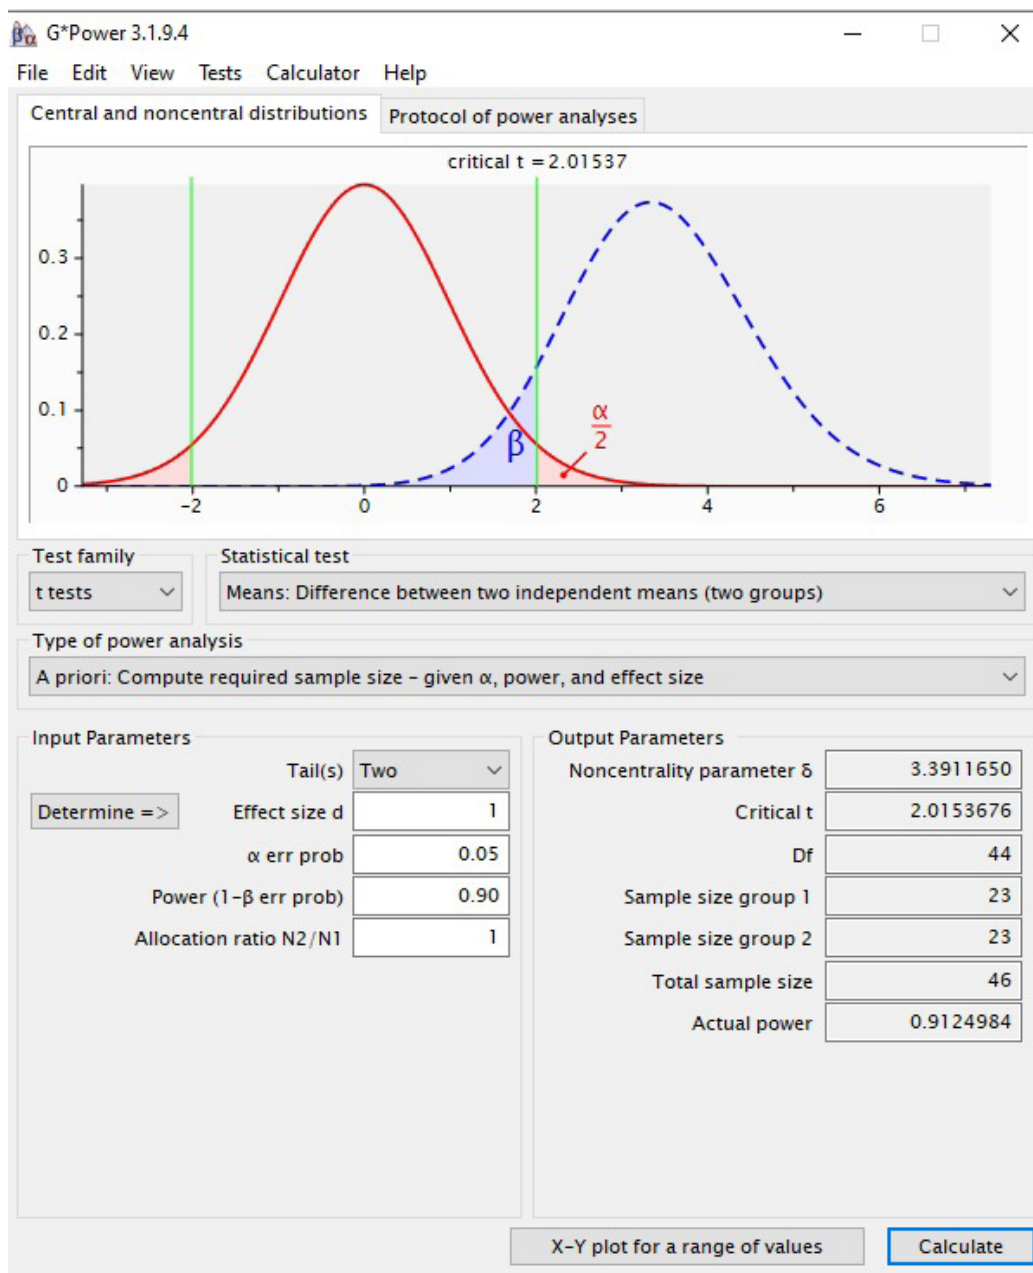 G*Power 3.1.9.4
File Edit View Tests Calculator Help
Central and noncentral distributions Protocol of power analyses
critical t = 2.01537
0.3
0.2
0.1
0
β
α
2
-2 0 2 4 6
Test family Statistical test
t tests Means: Difference between two independent means (two groups)
Type of power analysis
A priori: Compute required sample size – given α, power, and effect size
Input Parameters Output Parameters
Tail(s) Two Noncentrality parameter δ 3.3911650
Determine => Effect size d 1 Critical t 2.0153676
α err prob 0.05 Df 44
Power (1-β err prob) 0.90 Sample size group 1 23
Allocation ratio N2/N1 1 Sample size group 2 23
Total sample size 46
Actual power 0.9124984
X-Y plot for a range of values Calculate